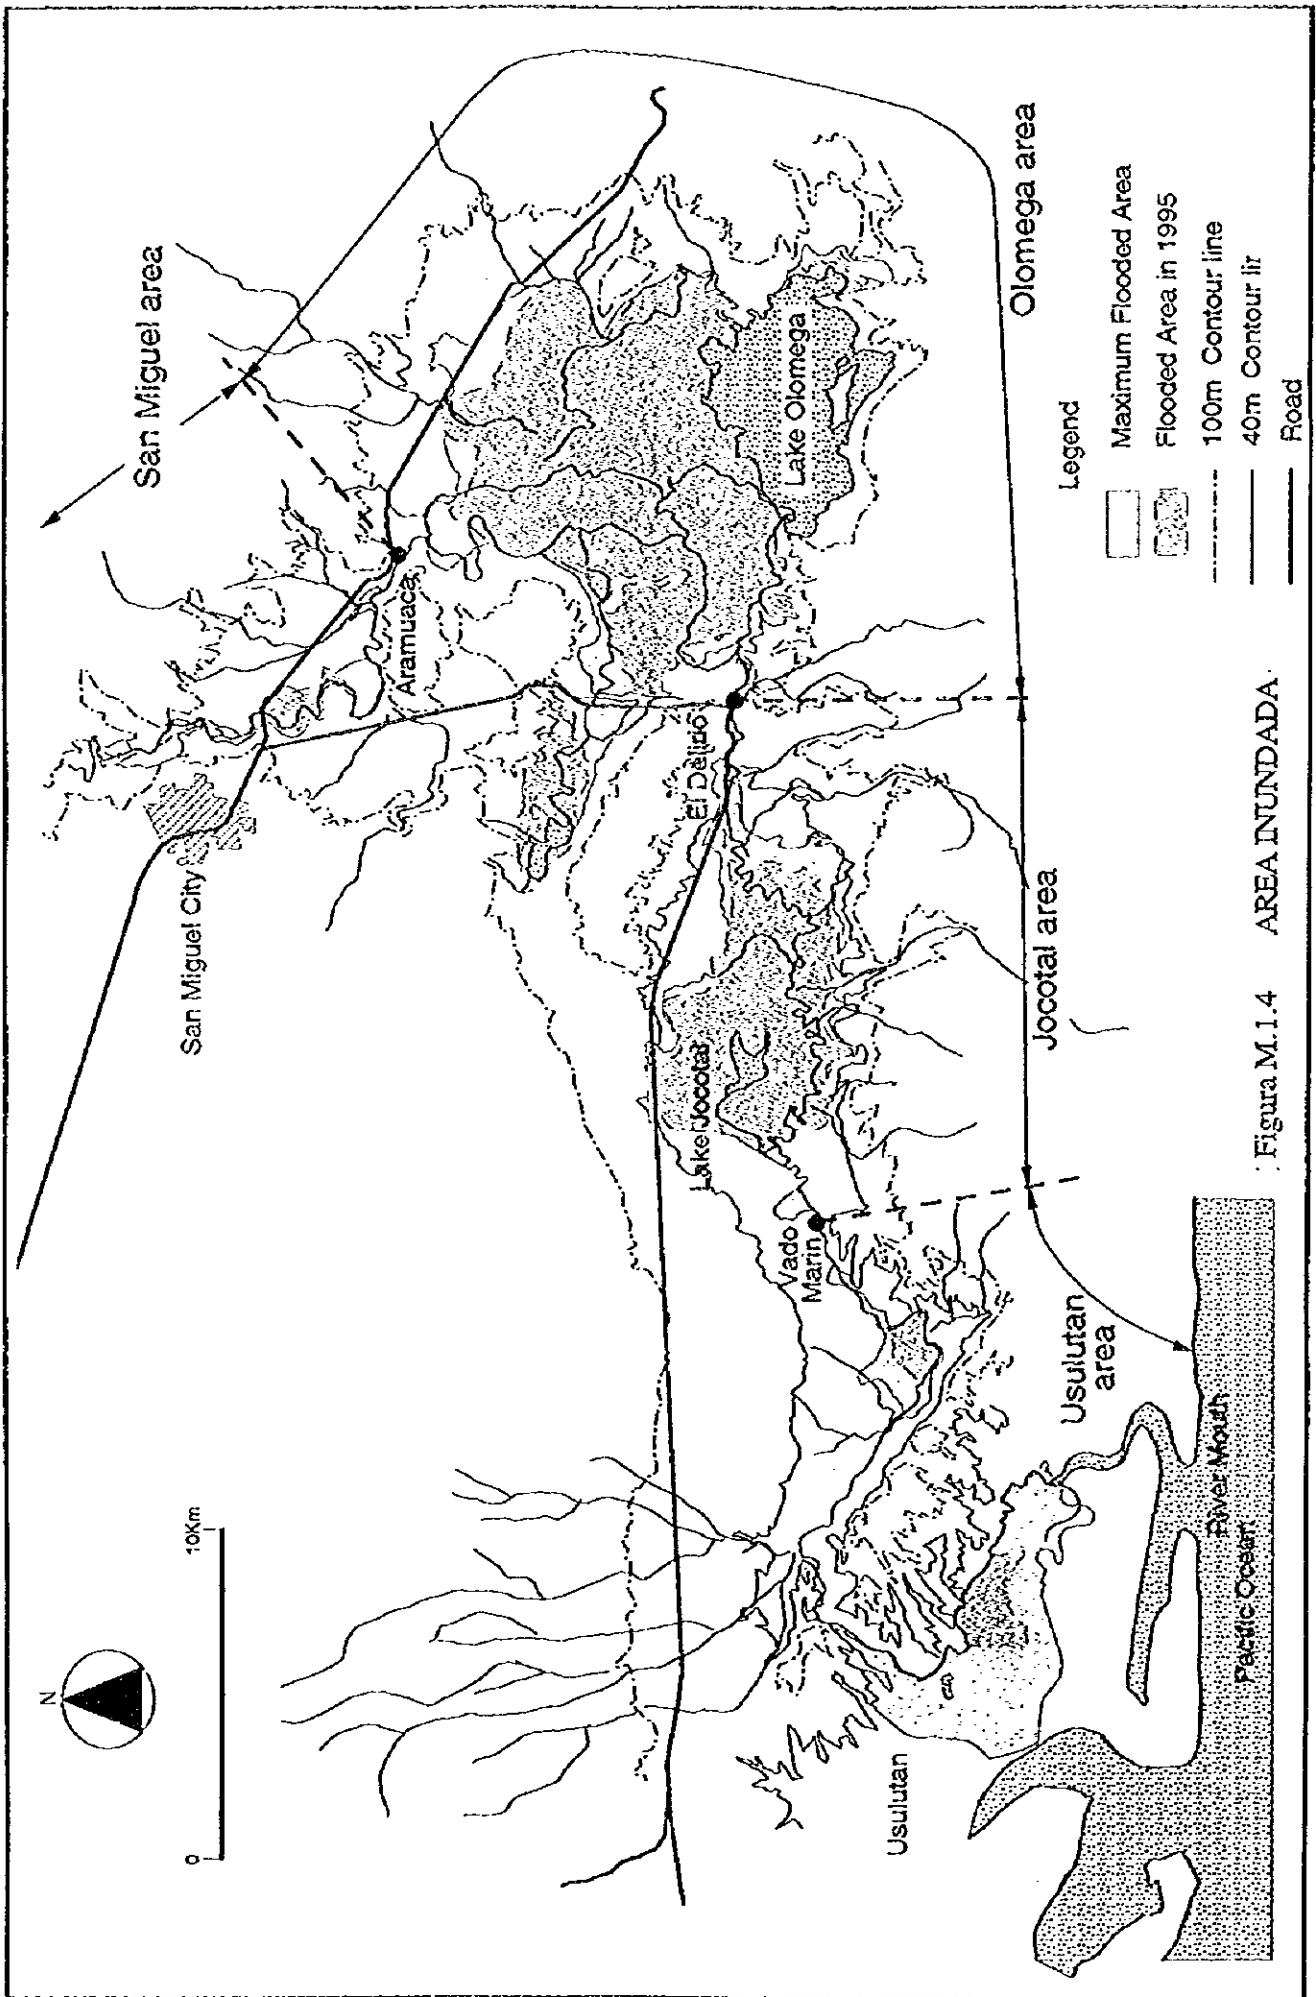 N
0 10Km
San Miguel area
San Miguel City
Aramuaca
El Delirio
Lake Olomega
Lake Jocotal
Vado
Marin
Usulutan
Usulutan
area
Jocotal area
Olomega area
River Mouth
Pacific Ocean
Legend
Maximum Flooded Area
Flooded Area in 1995
100m Contour line
40m Contour lir
Road
Figura M.1.4 AREA INUNDADA.